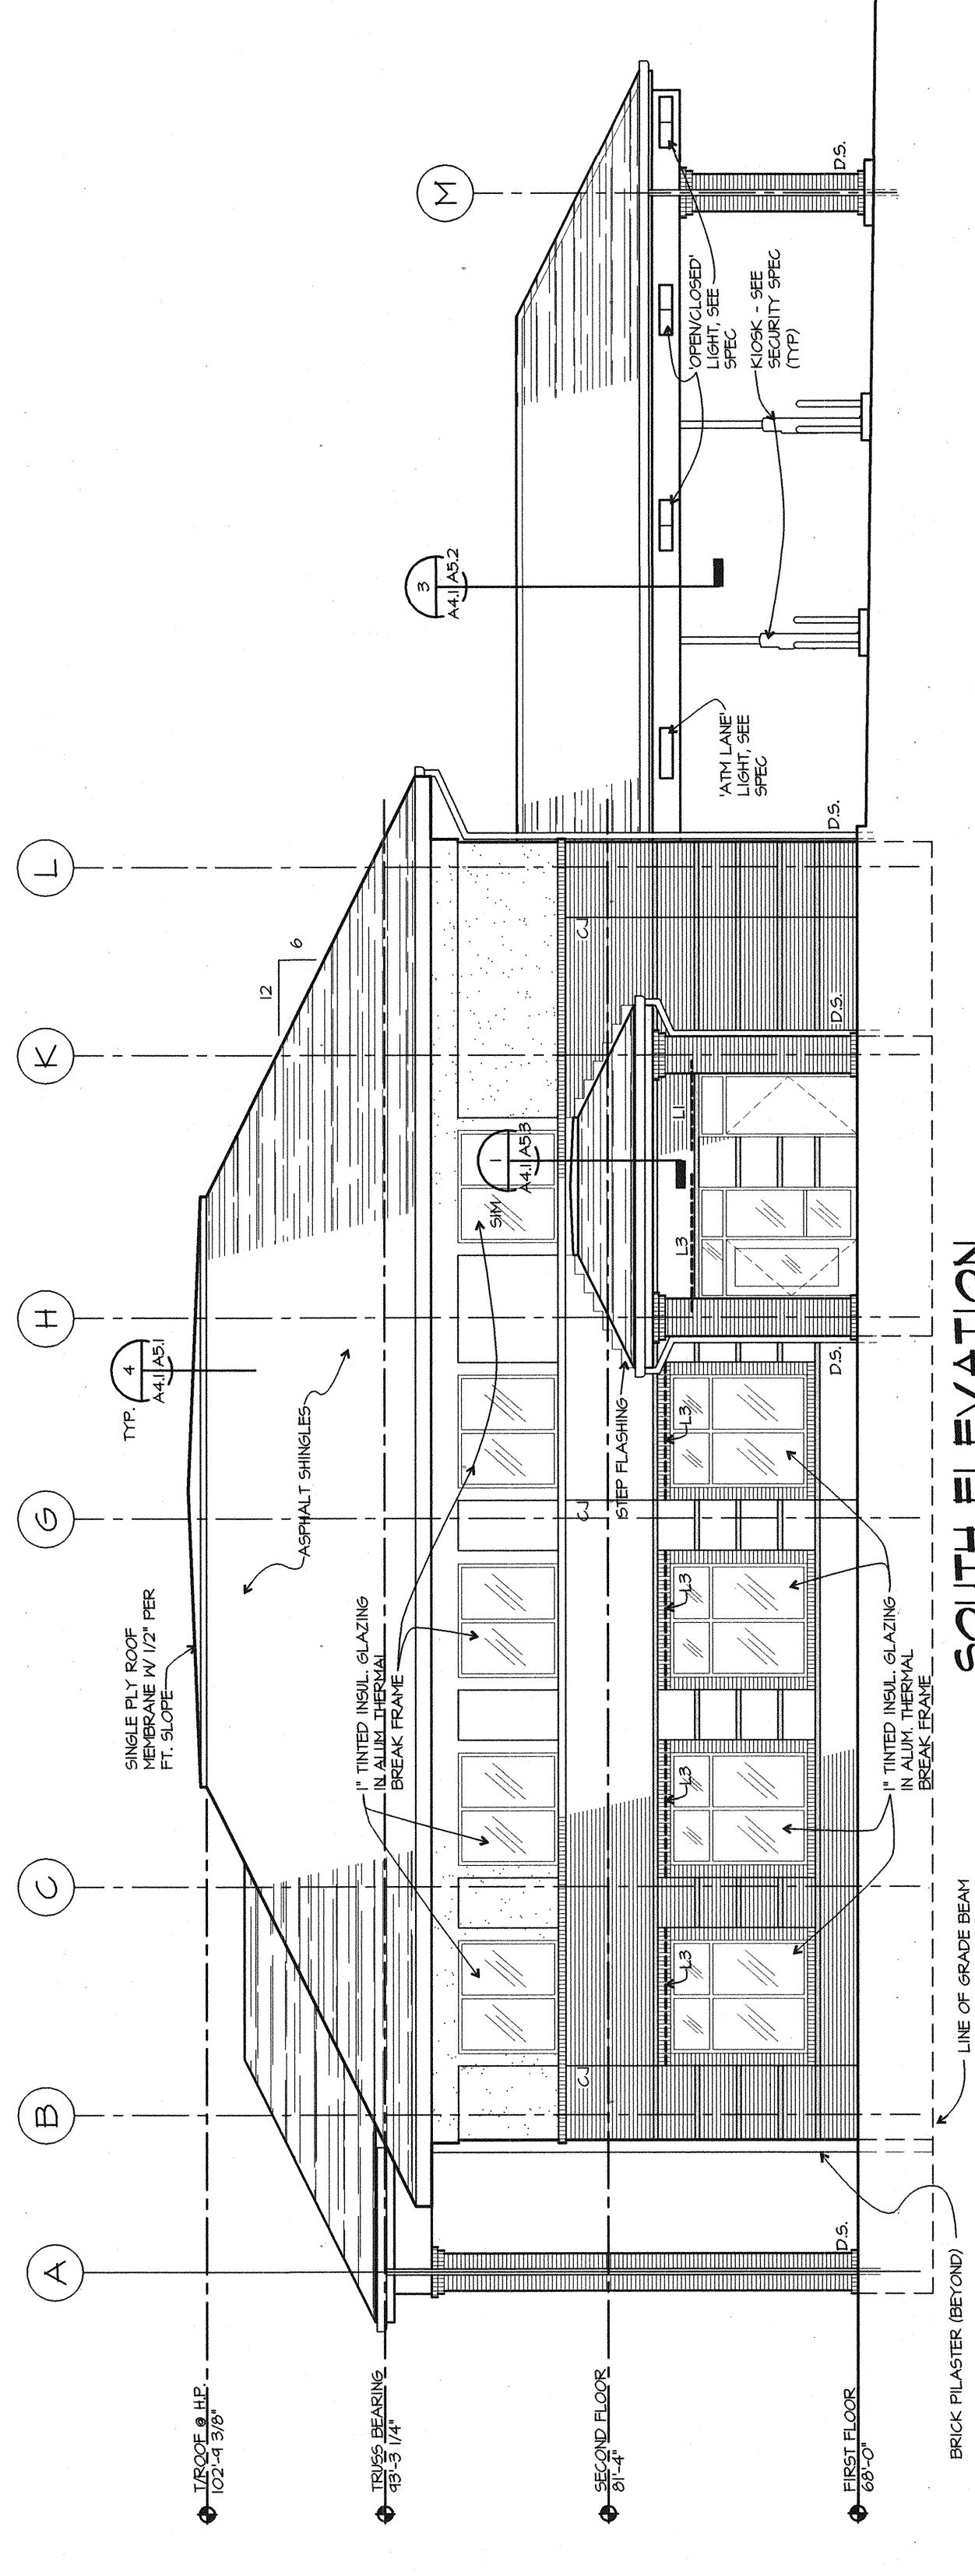 A
B
C
G
H
K
L
M
T/ROOF @ H.P.
102'-9 3/8"
TRUSS BEARING
93'-3 1/4"
SECOND FLOOR
81'-4"
FIRST FLOOR
68'-0"
SINGLE PLY ROOF
MEMBRANE W/ 1/2" PER
FT. SLOPE
TYP.
4
A4.1 A5.1
ASPHALT SHINGLES
12
6
1" TINTED INSUL. GLAZING
IN ALUM. THERMAL
BREAK FRAME
SIM
1
A4.1 A5.3
3
A4.1 A5.2
STEP FLASHING
CJ
CJ
CJ
L3
L3
L3
L3
L3
L1
'ATM LANE'
LIGHT, SEE
SPEC
'OPEN/CLOSED'
LIGHT, SEE
SPEC
KIOSK - SEE
SECURITY SPEC
(TYP)
D.S.
D.S.
D.S.
D.S.
D.S.
1" TINTED INSUL. GLAZING
IN ALUM. THERMAL
BREAK FRAME
BRICK PILASTER (BEYOND)
LINE OF GRADE BEAM
SOUTH ELEVATION